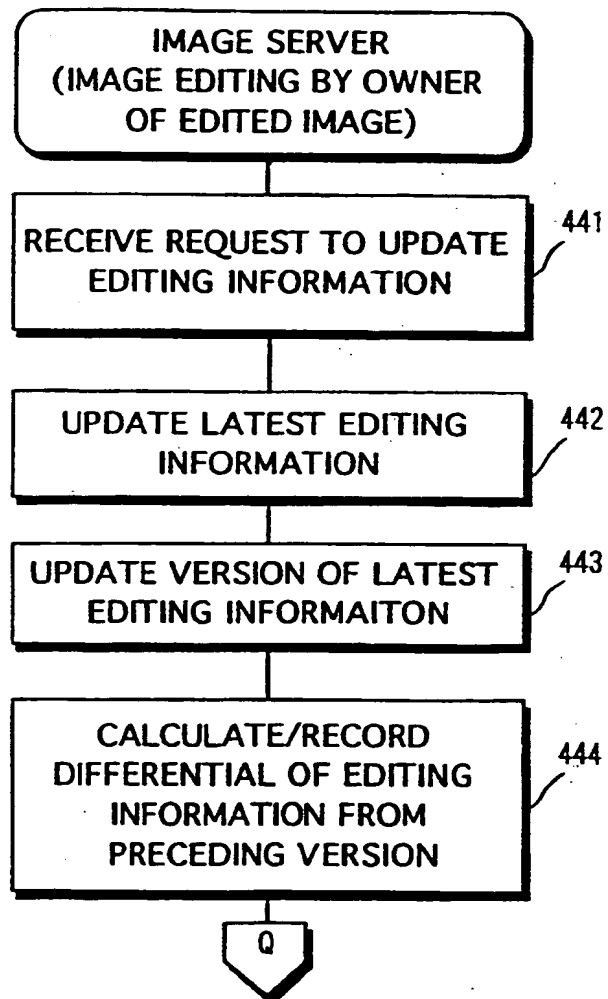 IMAGE SERVER
(IMAGE EDITING BY OWNER
OF EDITED IMAGE)
RECEIVE REQUEST TO UPDATE
EDITING INFORMATION
441
UPDATE LATEST EDITING
INFORMATION
442
UPDATE VERSION OF LATEST
EDITING INFORMAITON
443
CALCULATE/RECORD
DIFFERENTIAL OF EDITING
INFORMATION FROM
PRECEDING VERSION
444
Q